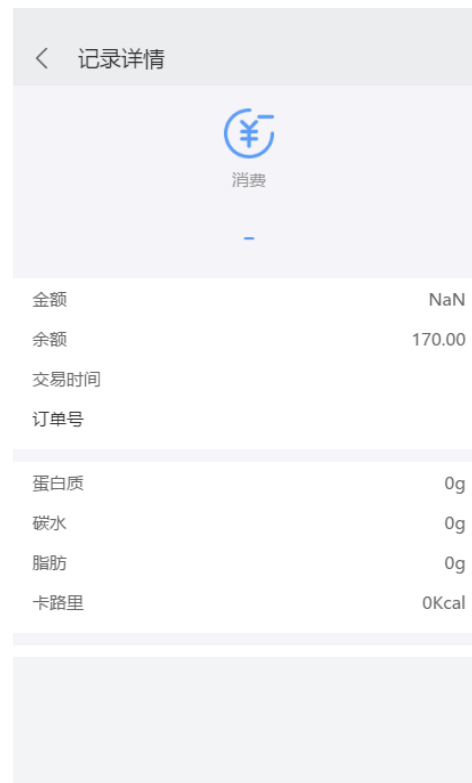 记录详情
消费
-
金额 NaN
余额 170.00
交易时间
订单号
蛋白质 0g
碳水 0g
脂肪 0g
卡路里 0Kcal